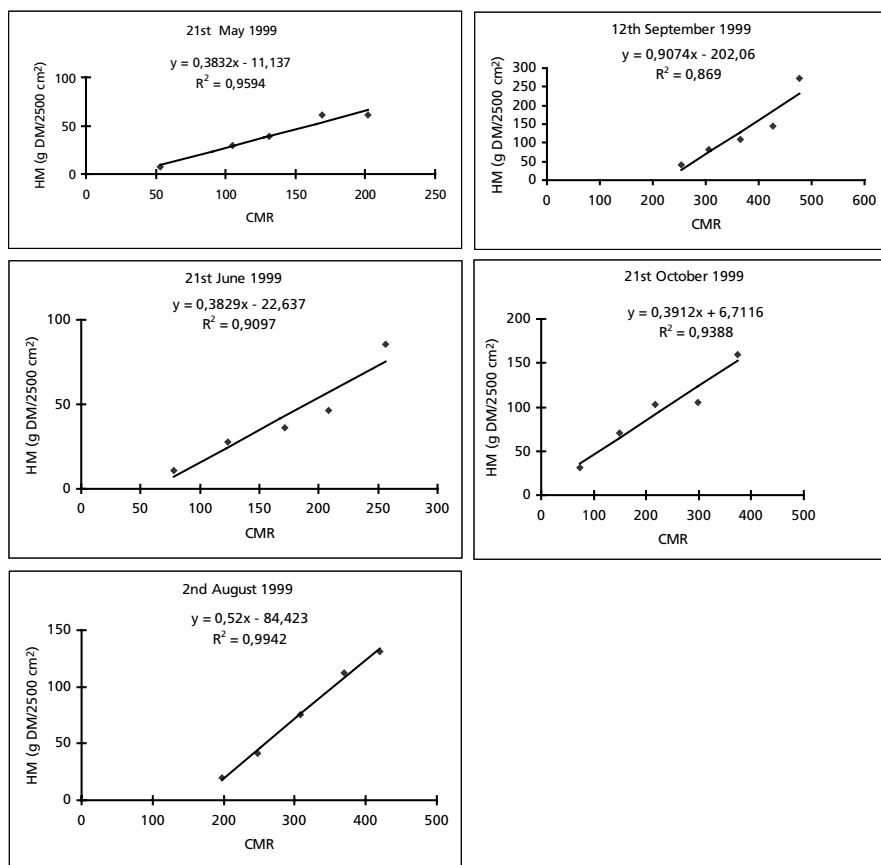 21st May 1999
y = 0,3832x - 11,137
R² = 0,9594
HM (g DM/2500 cm²)
100
50
0
0 50 100 150 200 250
CMR
12th September 1999
y = 0,9074x - 202,06
R² = 0,869
HM (g DM/2500 cm²)
300
250
200
150
100
50
0
0 100 200 300 400 500 600
CMR
21st June 1999
y = 0,3829x - 22,637
R² = 0,9097
HM (g DM/2500 cm²)
100
50
0
0 50 100 150 200 250 300
CMR
21st October 1999
y = 0,3912x + 6,7116
R² = 0,9388
HM (g DM/2500 cm²)
200
150
100
50
0
0 100 200 300 400 500
CMR
2nd August 1999
y = 0,52x - 84,423
R² = 0,9942
HM (g DM/2500 cm²)
150
100
50
0
0 100 200 300 400 500
CMR